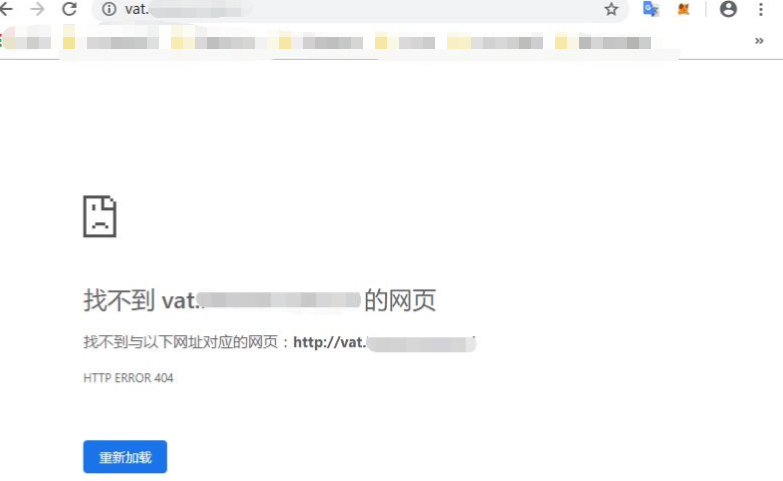 vat.
找不到 vat. 的网页
找不到与以下网址对应的网页：http://vat.
HTTP ERROR 404
重新加载